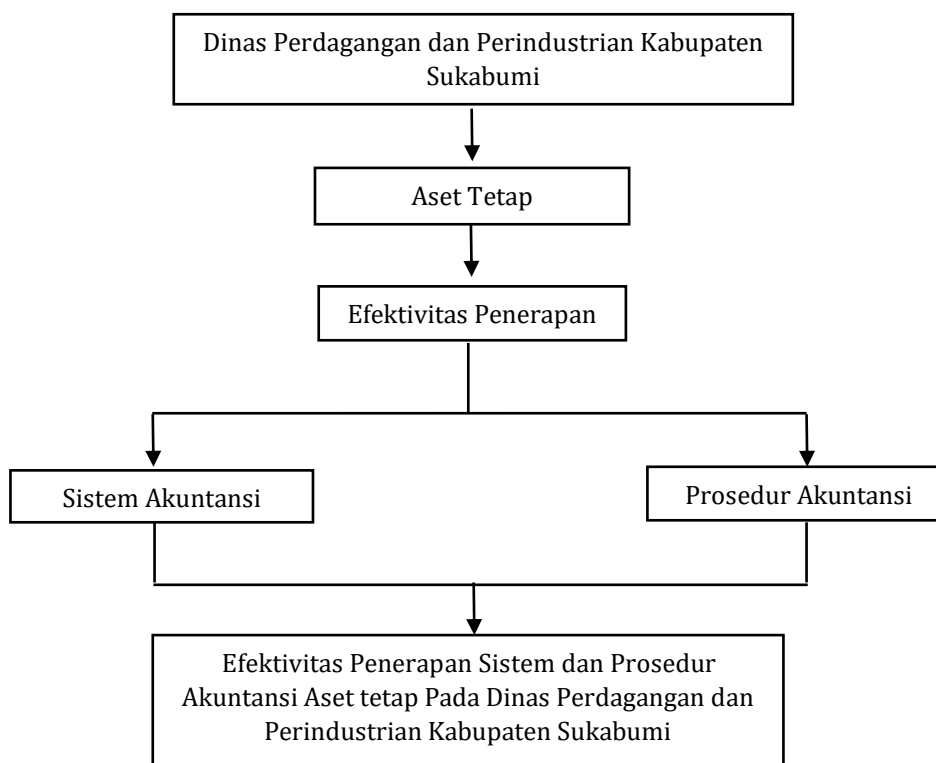 Dinas Perdagangan dan Perindustrian Kabupaten
Sukabumi
Aset Tetap
Efektivitas Penerapan
Sistem Akuntansi
Prosedur Akuntansi
Efektivitas Penerapan Sistem dan Prosedur
Akuntansi Aset tetap Pada Dinas Perdagangan dan
Perindustrian Kabupaten Sukabumi